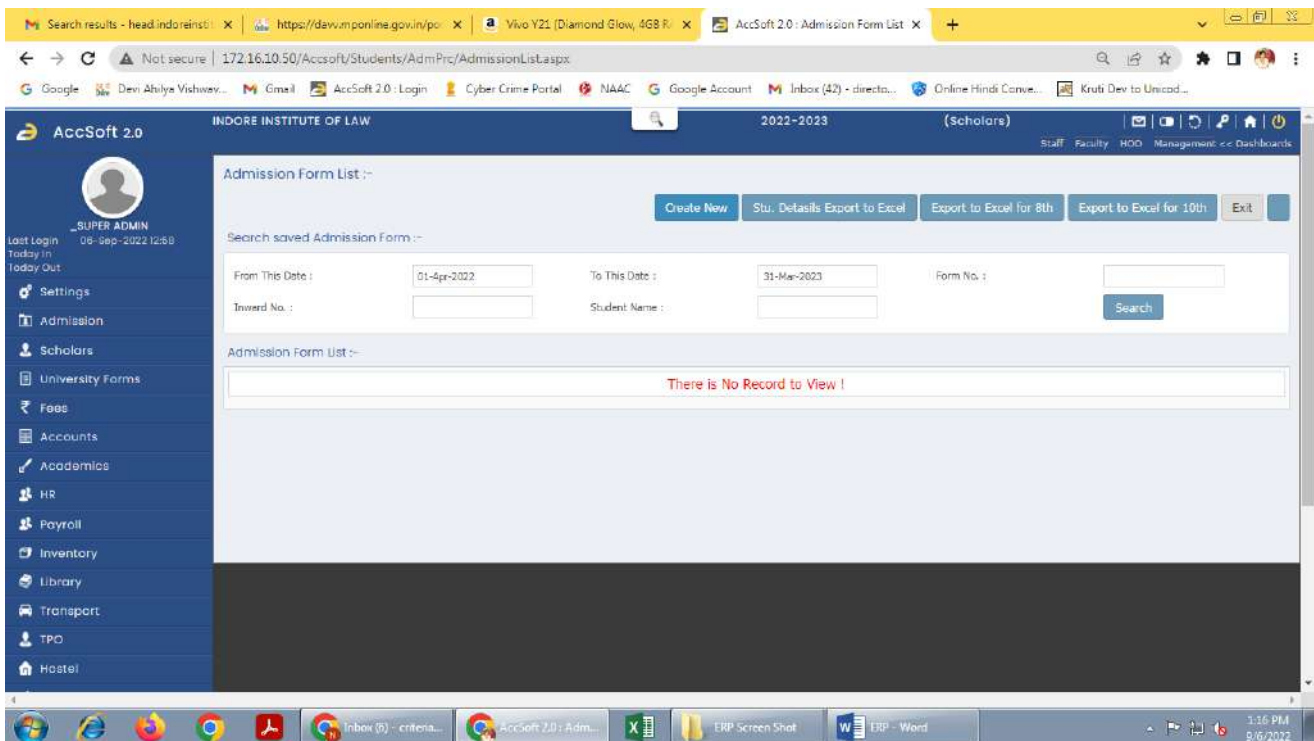 Search results - head.indoreinsti
https://davv.mponline.gov.in/po
Vivo Y21 (Diamond Glow, 4GB R
AccSoft 2.0 : Admission Form List
Not secure | 172.16.10.50/Accsoft/Students/AdmPrc/AdmissionList.aspx
Google
Devi Ahilya Vishwav...
Gmail
AccSoft 2.0 : Login
Cyber Crime Portal
NAAC
Google Account
Inbox (42) - directo...
Online Hindi Conve...
Kruti Dev to Unicod...
AccSoft 2.0
INDORE INSTITUTE OF LAW
2022-2023
(Scholars)
Staff Faculty HOD Management << Dashboards
_SUPER ADMIN
Last Login 06-Sep-2022 12:58
Today In
Today Out
Settings
Admission
Scholars
University Forms
₹ Fees
Accounts
Academics
HR
Payroll
Inventory
Library
Transport
TPO
Hostel
Admission Form List :-
Create New
Stu. Detasils Export to Excel
Export to Excel for 8th
Export to Excel for 10th
Exit
Search saved Admission Form :-
From This Date : 01-Apr-2022 To This Date : 31-Mar-2023 Form No. :
Inward No. : Student Name : Search
Admission Form List :-
There is No Record to View !
Inbox (6) - criteria...
AccSoft 2.0 : Adm...
ERP Screen Shot
ERP - Word
1:16 PM
9/6/2022